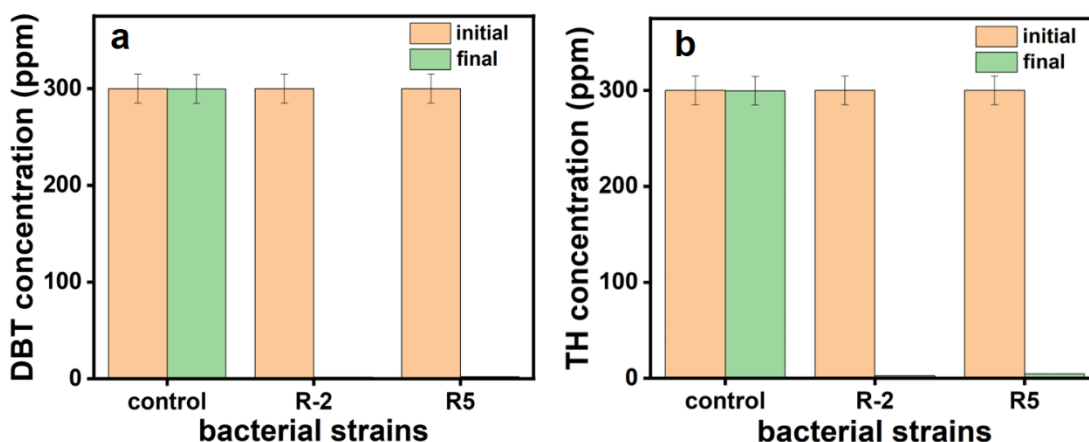 a
initial
final
DBT concentration (ppm)
300
200
100
0
control R-2 R5
bacterial strains
b
initial
final
TH concentration (ppm)
300
200
100
0
control R-2 R5
bacterial strains